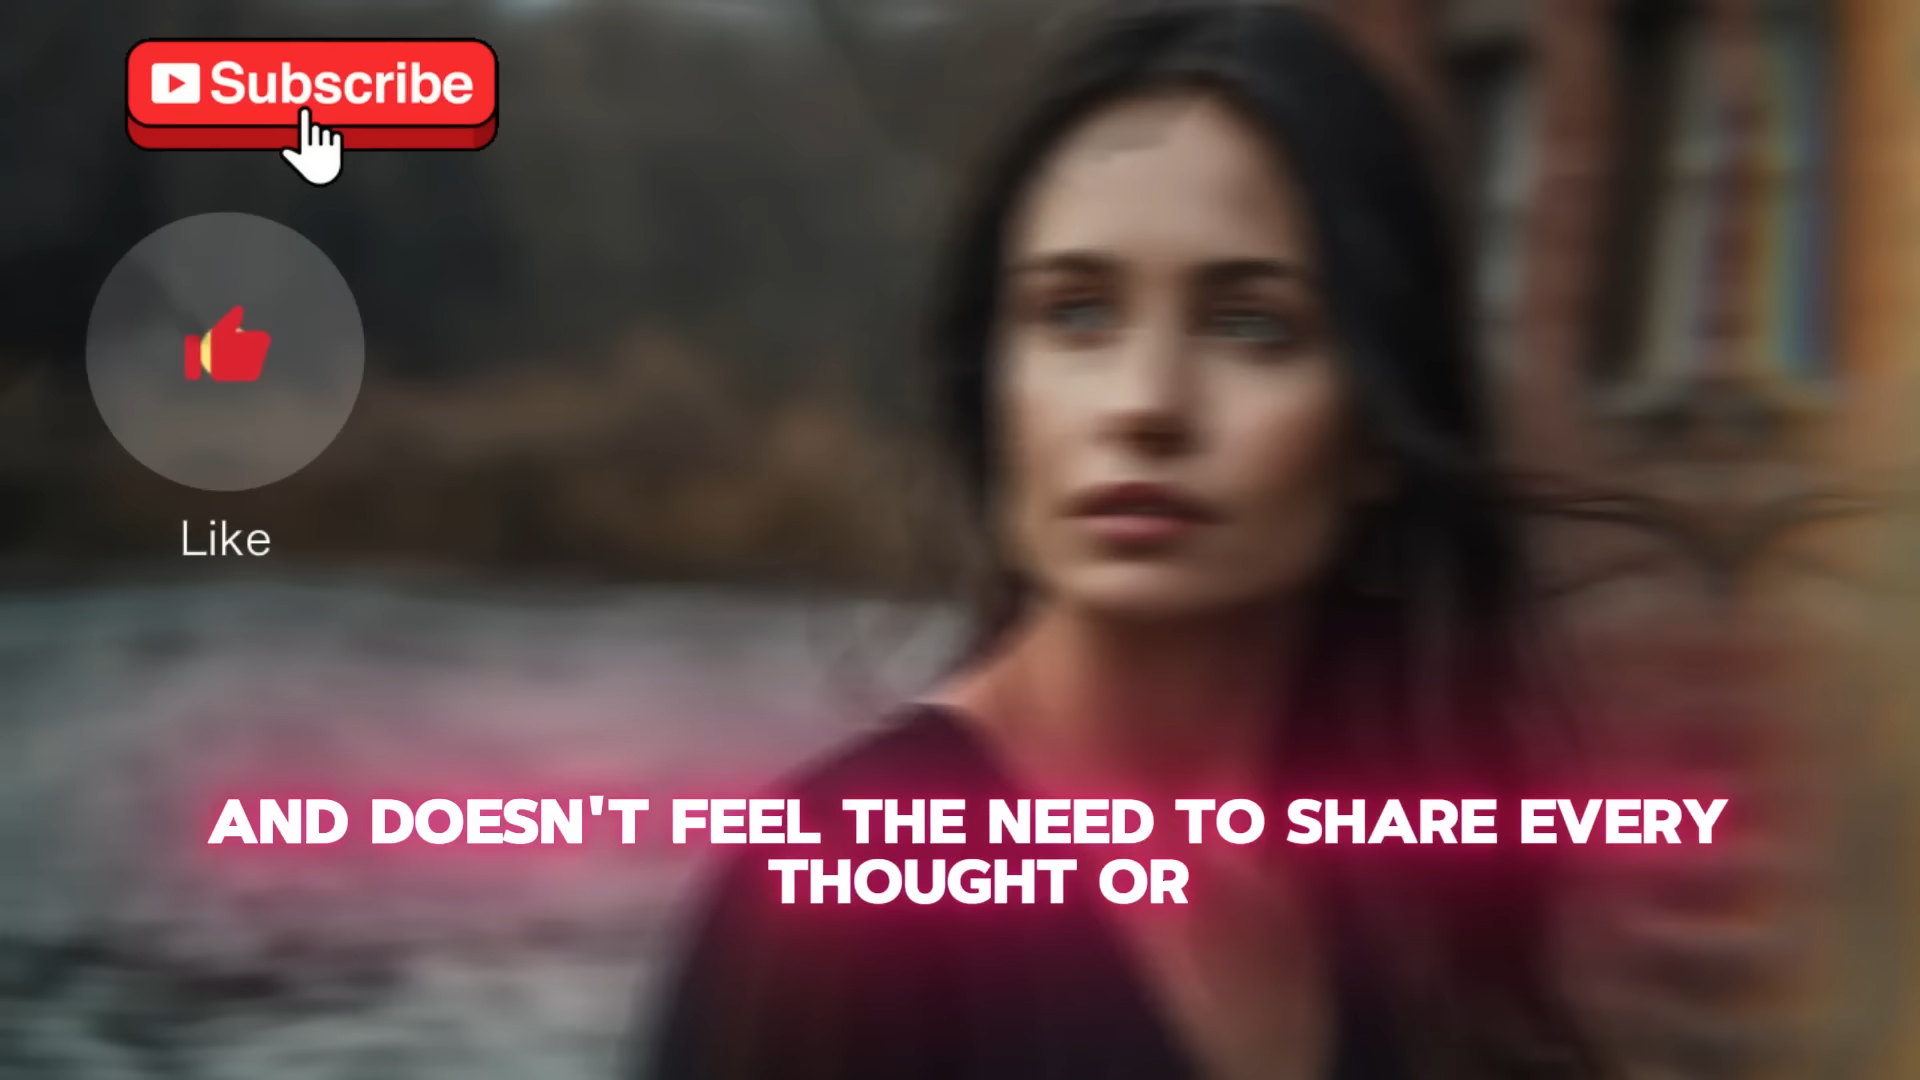 Subscribe
Like
AND DOESN'T FEEL THE NEED TO SHARE EVERY
THOUGHT OR